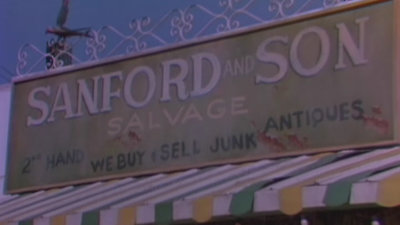 SANFORD AND SON
SALVAGE
2ND HAND WE BUY & SELL JUNK ANTIQUES